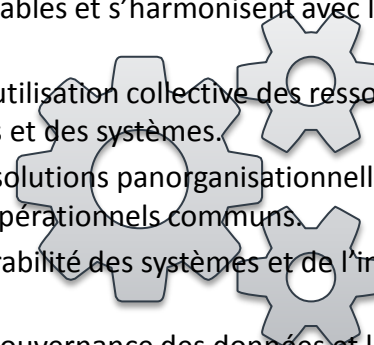 ables et s'harmonisent avec l
utilisation collective des resso
s et des systèmes.
solutions panorganisationnell
opérationnels communs.
rabilité des systèmes et de l'in
ouvernance des données et l